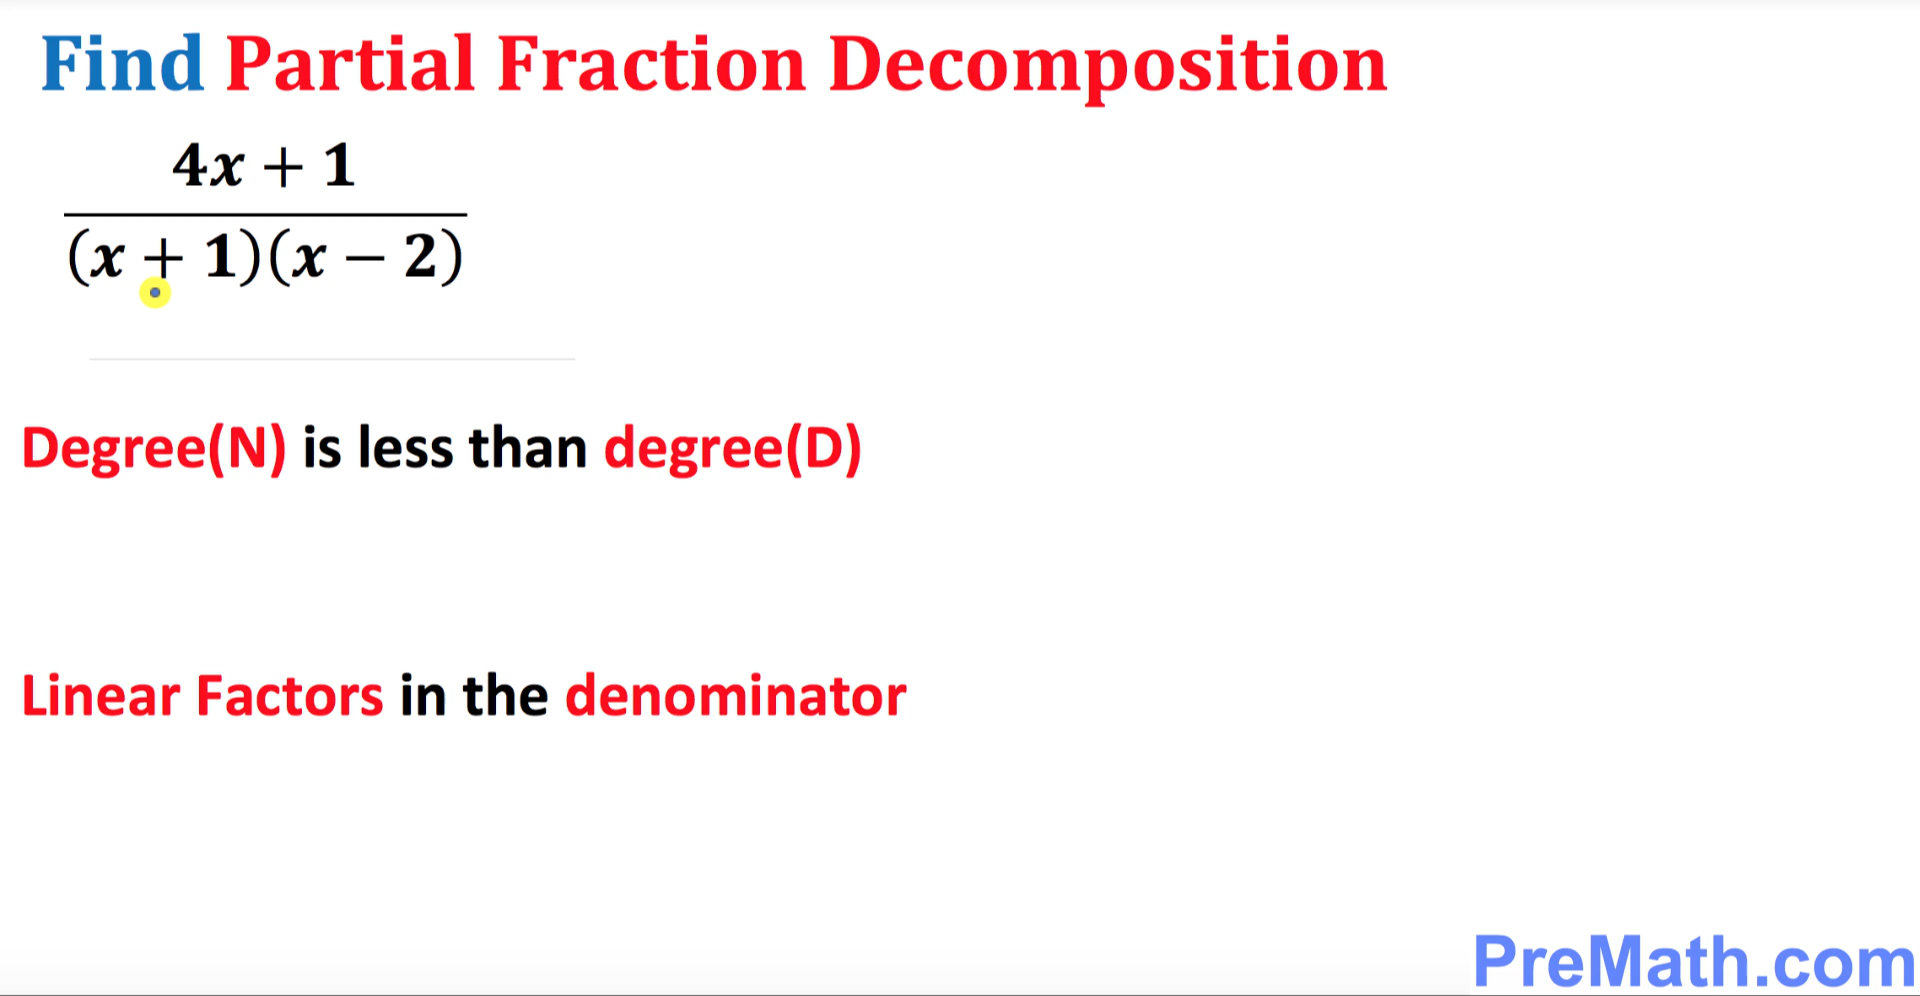 Find Partial Fraction Decomposition
4x + 1
(x + 1)(x − 2)
Degree(N) is less than degree(D)
Linear Factors in the denominator
PreMath.com